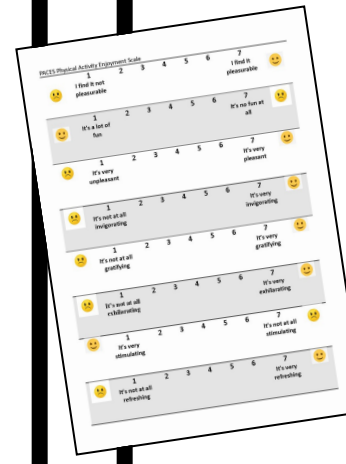 PACES Physical Activity Enjoyment Scale
1 2 3 4 5 6 7
I find it not pleasurable I find it pleasurable
1 2 3 4 5 6 7
It's a lot of fun It's no fun at all
1 2 3 4 5 6 7
It's very unpleasant It's very pleasant
1 2 3 4 5 6 7
It's not at all invigorating It's very invigorating
1 2 3 4 5 6 7
It's not at all gratifying It's very gratifying
1 2 3 4 5 6 7
It's not at all exhilarating It's very exhilarating
1 2 3 4 5 6 7
It's very stimulating It's not at all stimulating
1 2 3 4 5 6 7
It's not at all refreshing It's very refreshing